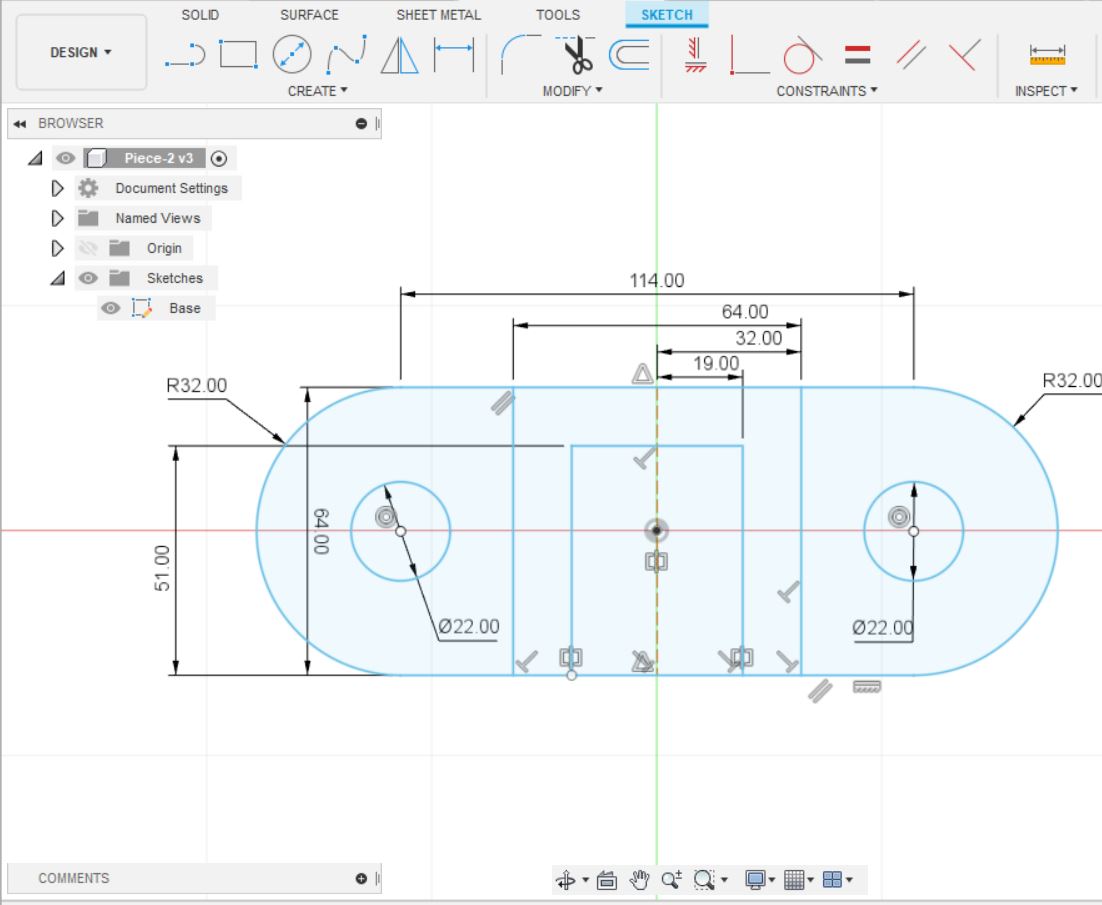 SOLID SURFACE SHEET METAL TOOLS SKETCH
DESIGN
CREATE MODIFY CONSTRAINTS INSPECT
BROWSER
Piece-2 v3
Document Settings
Named Views
Origin
Sketches
Base
114.00
64.00
32.00
19.00
R32.00
R32.00
64.00
51.00
Ø22.00
Ø22.00
COMMENTS